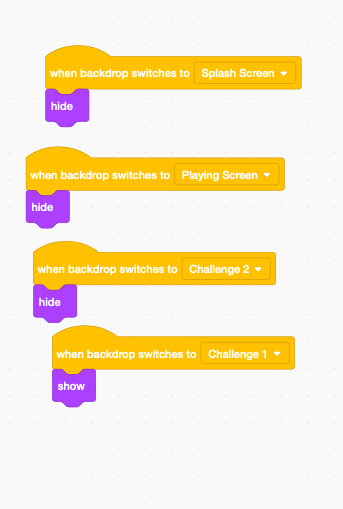 when backdrop switches to Splash Screen
hide
when backdrop switches to Playing Screen
hide
when backdrop switches to Challenge 2
hide
when backdrop switches to Challenge 1
show